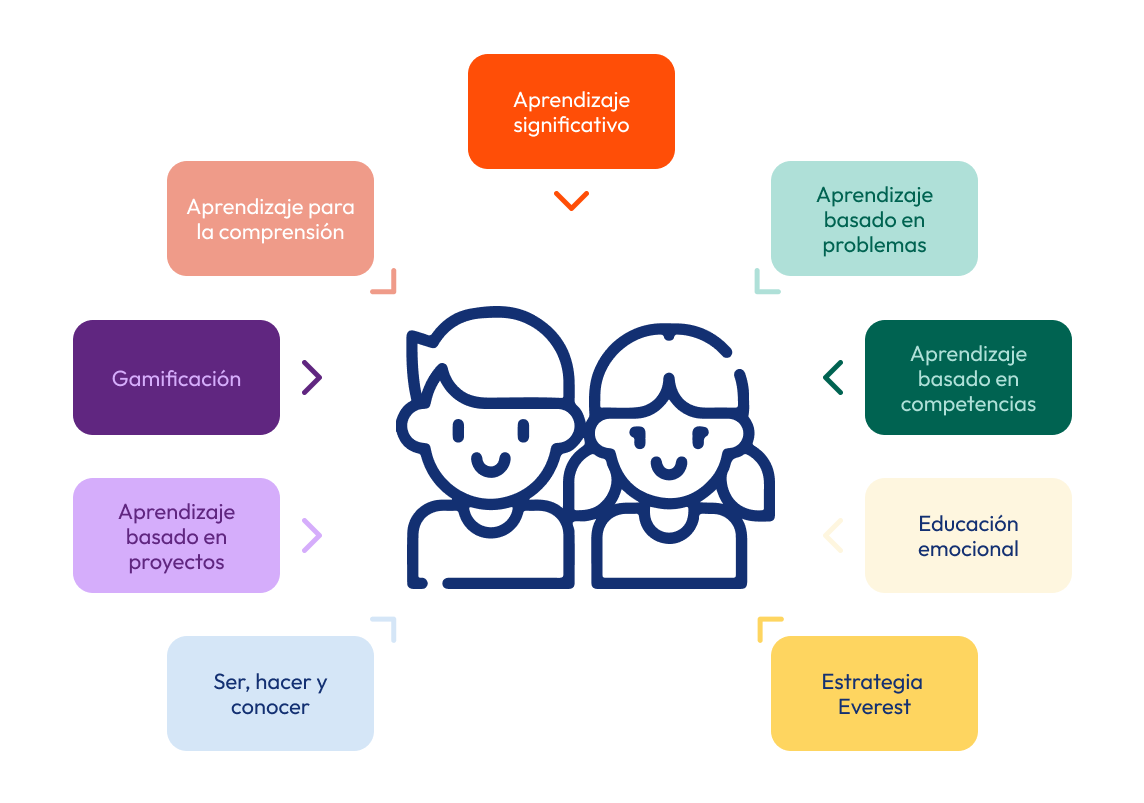 Aprendizaje
significativo
Aprendizaje para
la comprensión
Aprendizaje
basado en
problemas
Gamificación
Aprendizaje
basado en
competencias
Aprendizaje
basado en
proyectos
Educación
emocional
Ser, hacer y
conocer
Estrategia
Everest